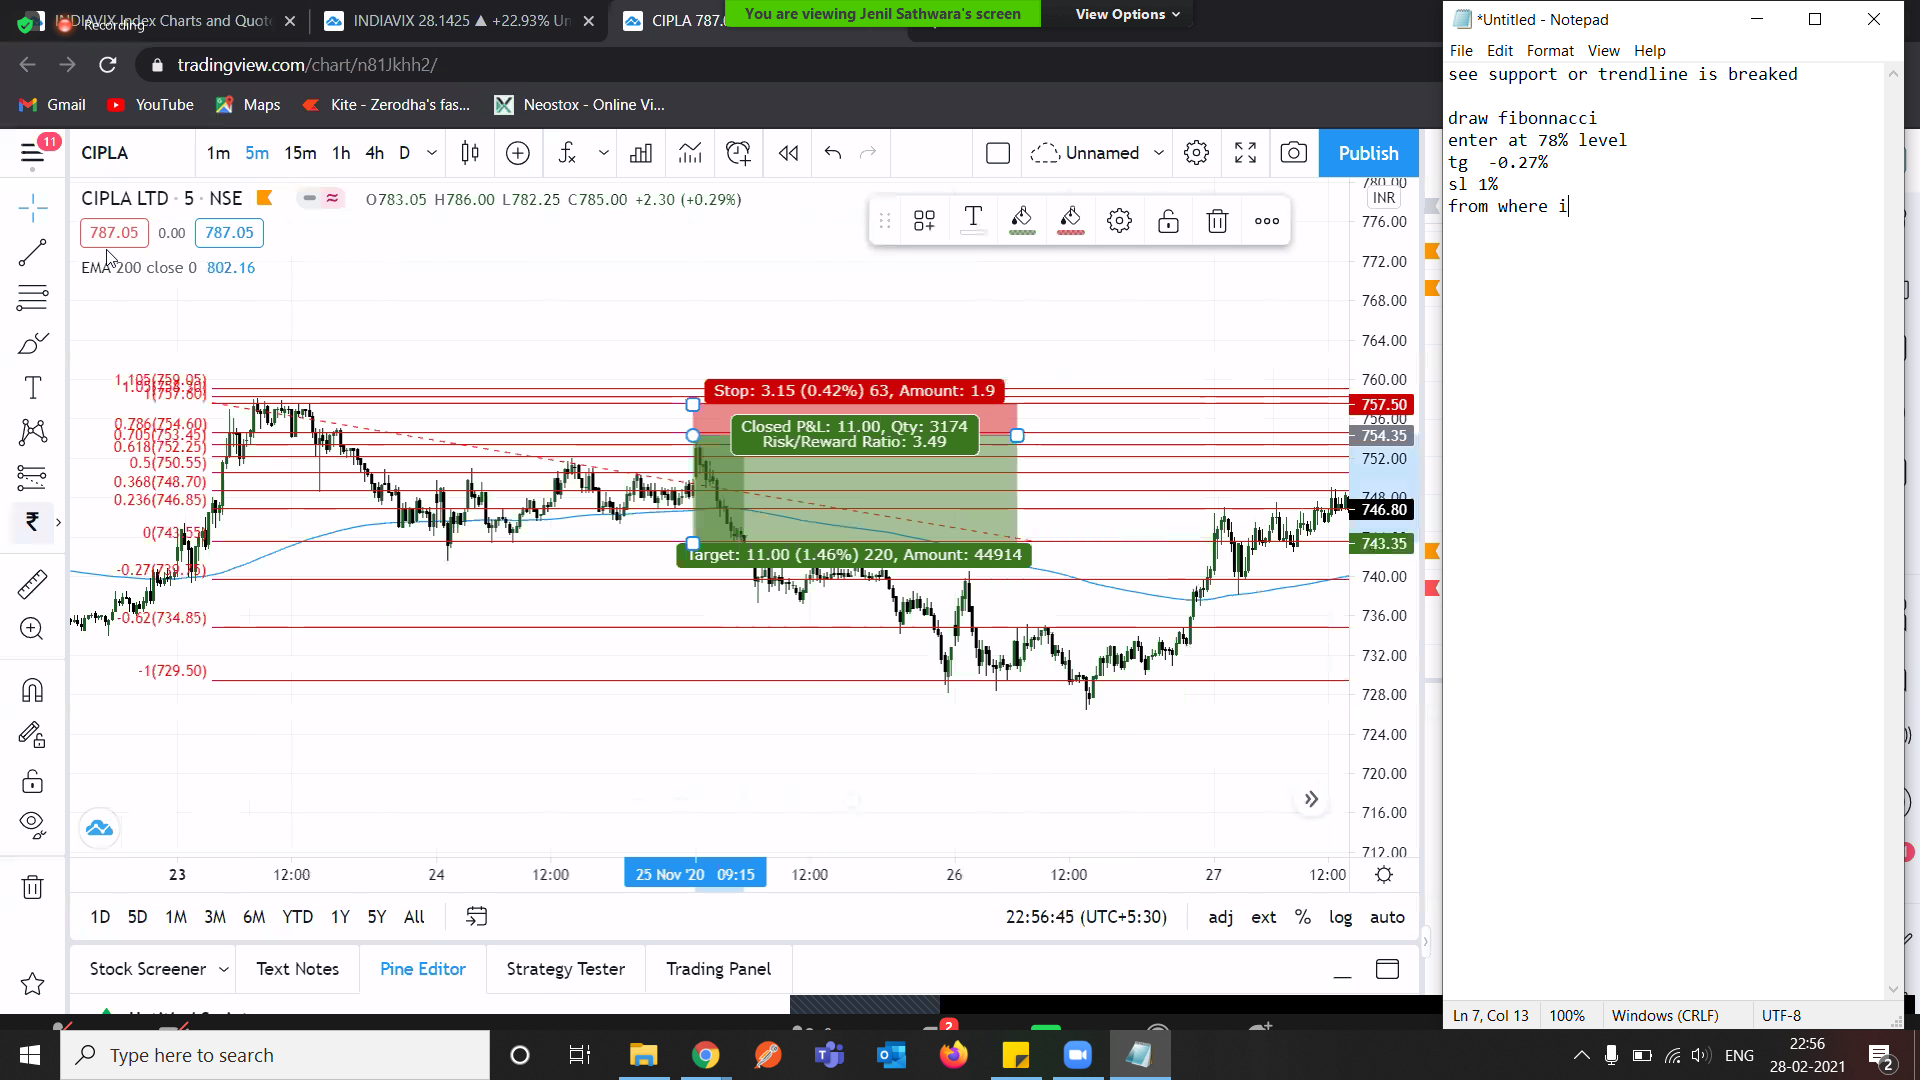 INDIAVIX Index Charts and Quote
Recording
INDIAVIX 28.1425 ▲ +22.93% Un
CIPLA 787.0
You are viewing Jenil Sathwara's screen
View Options
tradingview.com/chart/n81Jkhh2/
Gmail
YouTube
Maps
Kite - Zerodha's fas...
Neostox - Online Vi...
11
CIPLA
1m 5m 15m 1h 4h D
Unnamed
Publish
CIPLA LTD · 5 · NSE
O783.05 H786.00 L782.25 C785.00 +2.30 (+0.29%)
787.05 0.00 787.05
EMA 200 close 0 802.16
INR
780.00
776.00
772.00
768.00
764.00
760.00
757.50
756.00
754.35
752.00
748.00
746.80
743.35
740.00
736.00
732.00
728.00
724.00
720.00
716.00
712.00
1.105(759.05)
1(757.60)
0.786(754.60)
0.705(753.45)
0.618(752.25)
0.5(750.55)
0.368(748.70)
0.236(746.85)
0(743.55)
-0.27(739.75)
-0.62(734.85)
-1(729.50)
Stop: 3.15 (0.42%) 63, Amount: 1.9
Closed P&L: 11.00, Qty: 3174
Risk/Reward Ratio: 3.49
Target: 11.00 (1.46%) 220, Amount: 44914
23 12:00 24 12:00 25 Nov '20 09:15 12:00 26 12:00 27 12:00
1D 5D 1M 3M 6M YTD 1Y 5Y All
22:56:45 (UTC+5:30)
adj ext % log auto
Stock Screener
Text Notes
Pine Editor
Strategy Tester
Trading Panel
*Untitled - Notepad
File Edit Format View Help
see support or trendline is breaked
draw fibonnacci
enter at 78% level
tg  -0.27%
sl 1%
from where i
Ln 7, Col 13
100%
Windows (CRLF)
UTF-8
Type here to search
2
ENG
22:56
28-02-2021
2